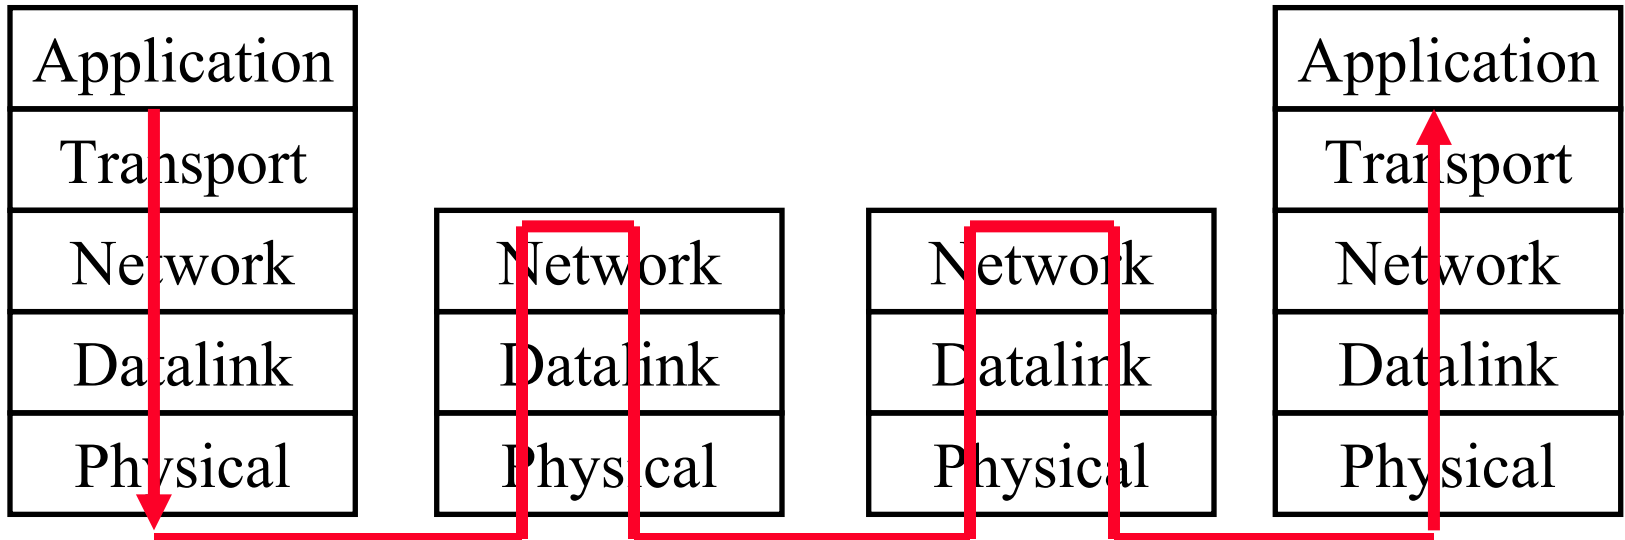 Application
Transport
Network
Datalink
Physical
Network
Datalink
Physical
Network
Datalink
Physical
Application
Transport
Network
Datalink
Physical